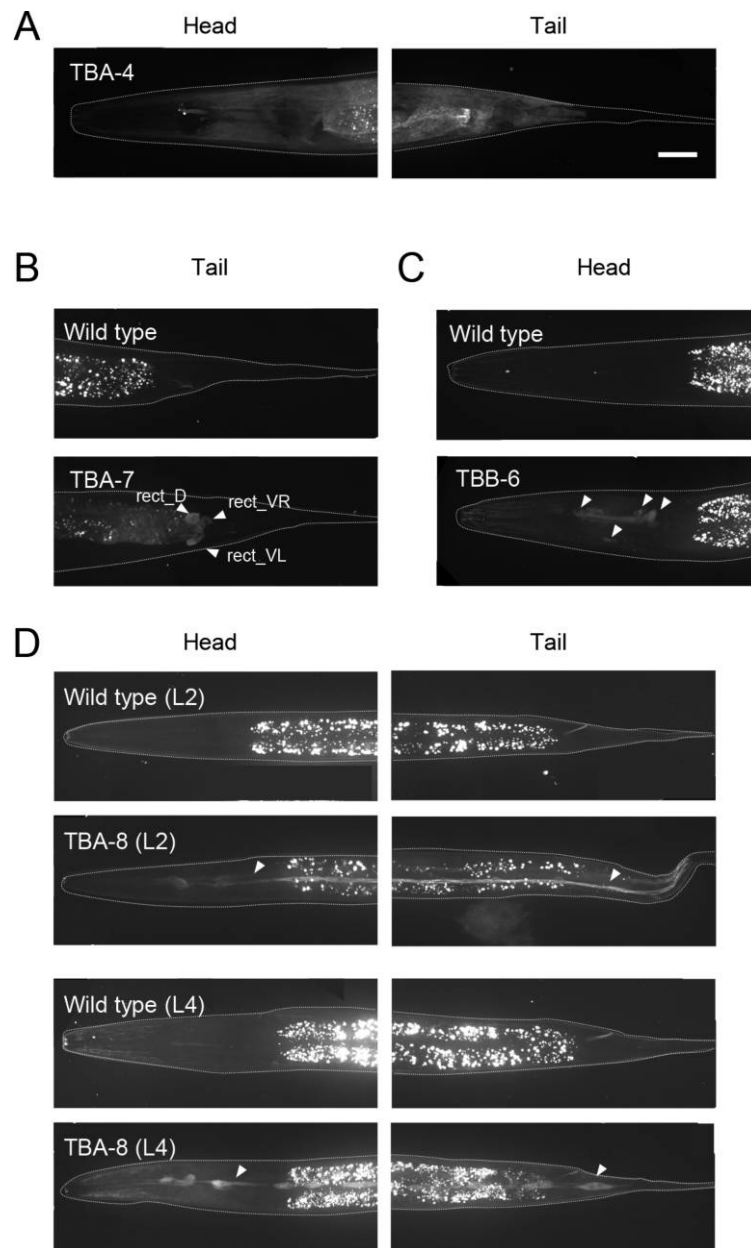 A
Head
Tail
TBA-4
B
Tail
Wild type
TBA-7
rect_D
rect_VR
rect_VL
C
Head
Wild type
TBB-6
D
Head
Tail
Wild type (L2)
TBA-8 (L2)
Wild type (L4)
TBA-8 (L4)